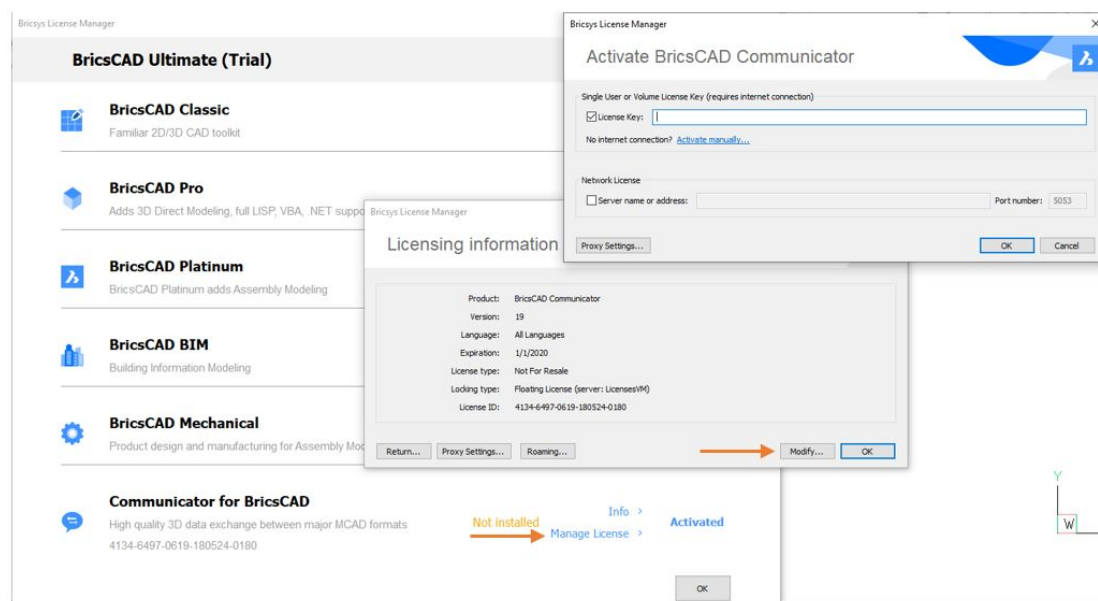 Bricsys License Manager
BricsCAD Ultimate (Trial)
BricsCAD Classic
Familiar 2D/3D CAD toolkit
BricsCAD Pro
Adds 3D Direct Modeling, full LISP, VBA, .NET suppo
BricsCAD Platinum
BricsCAD Platinum adds Assembly Modeling
BricsCAD BIM
Building Information Modeling
BricsCAD Mechanical
Product design and manufacturing for Assembly Mod
Communicator for BricsCAD
High quality 3D data exchange between major MCAD formats
4134-6497-0619-180524-0180
Not installed
Info >
Manage License >
Activated
OK
Bricsys License Manager
Licensing information
Product: BricsCAD Communicator
Version: 19
Language: All Languages
Expiration: 1/1/2020
License type: Not For Resale
Locking type: Floating License (server: LicensesVM)
License ID: 4134-6497-0619-180524-0180
Return... Proxy Settings... Roaming... Modify... OK
Bricsys License Manager
Activate BricsCAD Communicator
Single User or Volume License Key (requires internet connection)
License Key:
No internet connection? Activate manually...
Network License
Server name or address: Port number: 5053
Proxy Settings... OK Cancel
Y
W